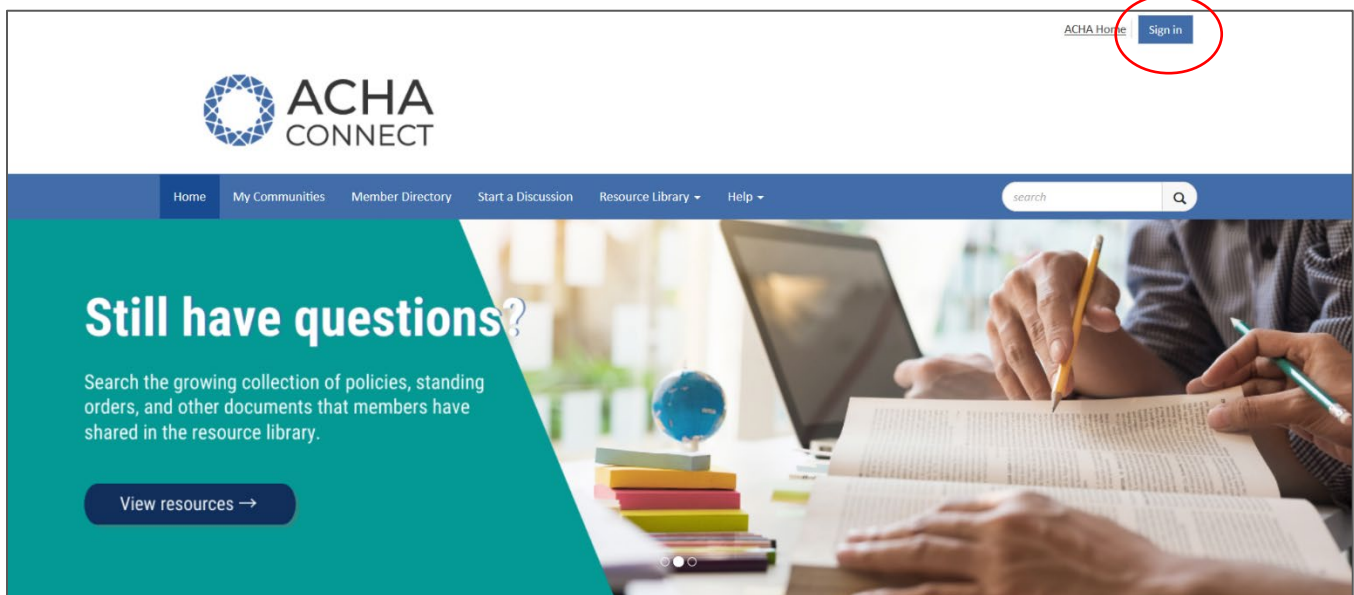 ACHA Home Sign in
ACHA
CONNECT
Home My Communities Member Directory Start a Discussion Resource Library Help search
Still have questions?
Search the growing collection of policies, standing
orders, and other documents that members have
shared in the resource library.
View resources →